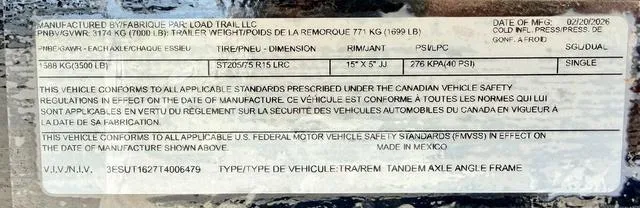 MANUFACTURED BY/FABRIQUE PAR: LOAD TRAIL LLC DATE OF MFG: 02/20/2026
PNBV/GVWR: 3174 KG (7000 LB): TRAILER WEIGHT/POIDS DE LA REMORQUE 771 KG (1699 LB) COLD INF. PRESS/PRESS. DE
GONF. A FROID
PNBE/GAWR - EACH AXLE/CHAQUE ESSIEU TIRE/PNEU - DIMENSION RIM/JANT PSI/LPC SGL/DUAL
1588 KG(3500 LB) ST205/75 R15 LRC 15" X 5" JJ 276 KPA(40 PSI) SINGLE
THIS VEHICLE CONFORMS TO ALL APPLICABLE STANDARDS PRESCRIBED UNDER THE CANADIAN VEHICLE SAFETY
REGULATIONS IN EFFECT ON THE DATE OF MANUFACTURE. CE VÉHICULE EST CONFORME À TOUTES LES NORMES QUI LUI
SONT APPLICABLES EN VERTU DU RÈGLEMENT SUR LA SÉCURITÉ DES VÉHICULES AUTOMOBILES DU CANADA EN VIGUEUR À
LA DATE DE SA FABRICATION.
THIS VEHICLE CONFORMS TO ALL APPLICABLE U.S. FEDERAL MOTOR VEHICLE SAFETY STANDARDS (FMVSS) IN EFFECT ON
THE DATE OF MANUFACTURE SHOWN ABOVE. MADE IN MEXICO
V.I.V./N.I.V. 3ESUT1627T4006479 TYPE/TYPE DE VEHICULE:TRA/REM TANDEM AXLE ANGLE FRAME